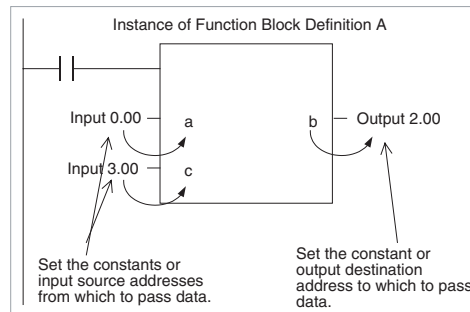 Instance of Function Block Definition A
Input 0.00 a b Output 2.00
Input 3.00 c
Set the constants or
input source addresses
from which to pass data.
Set the constant or
output destination
address to which to pass
data.